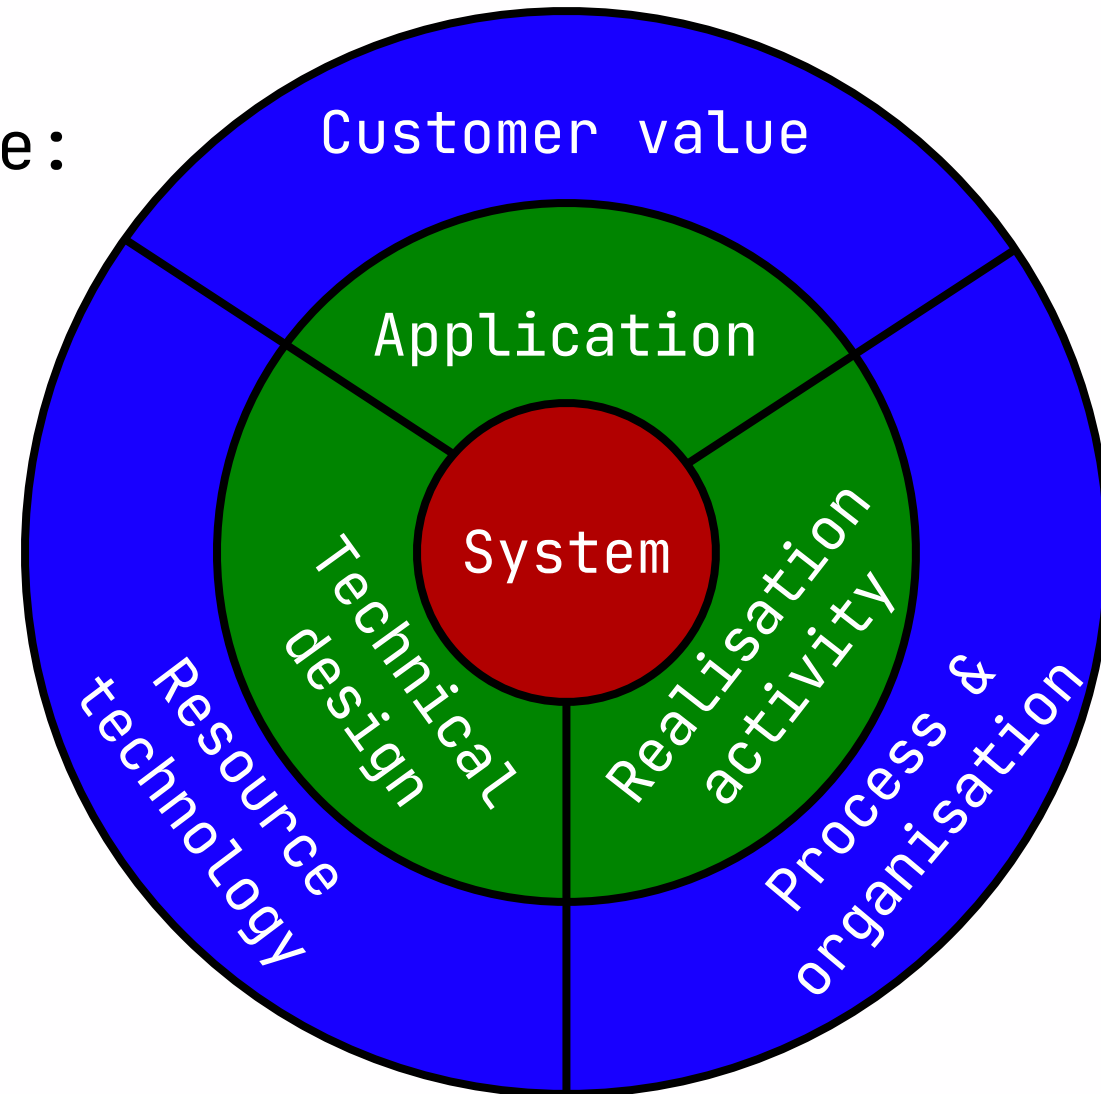 e:
Customer value
Application
System
Technical
design
Realisation
activity
Resource
technology
Process &
organisation